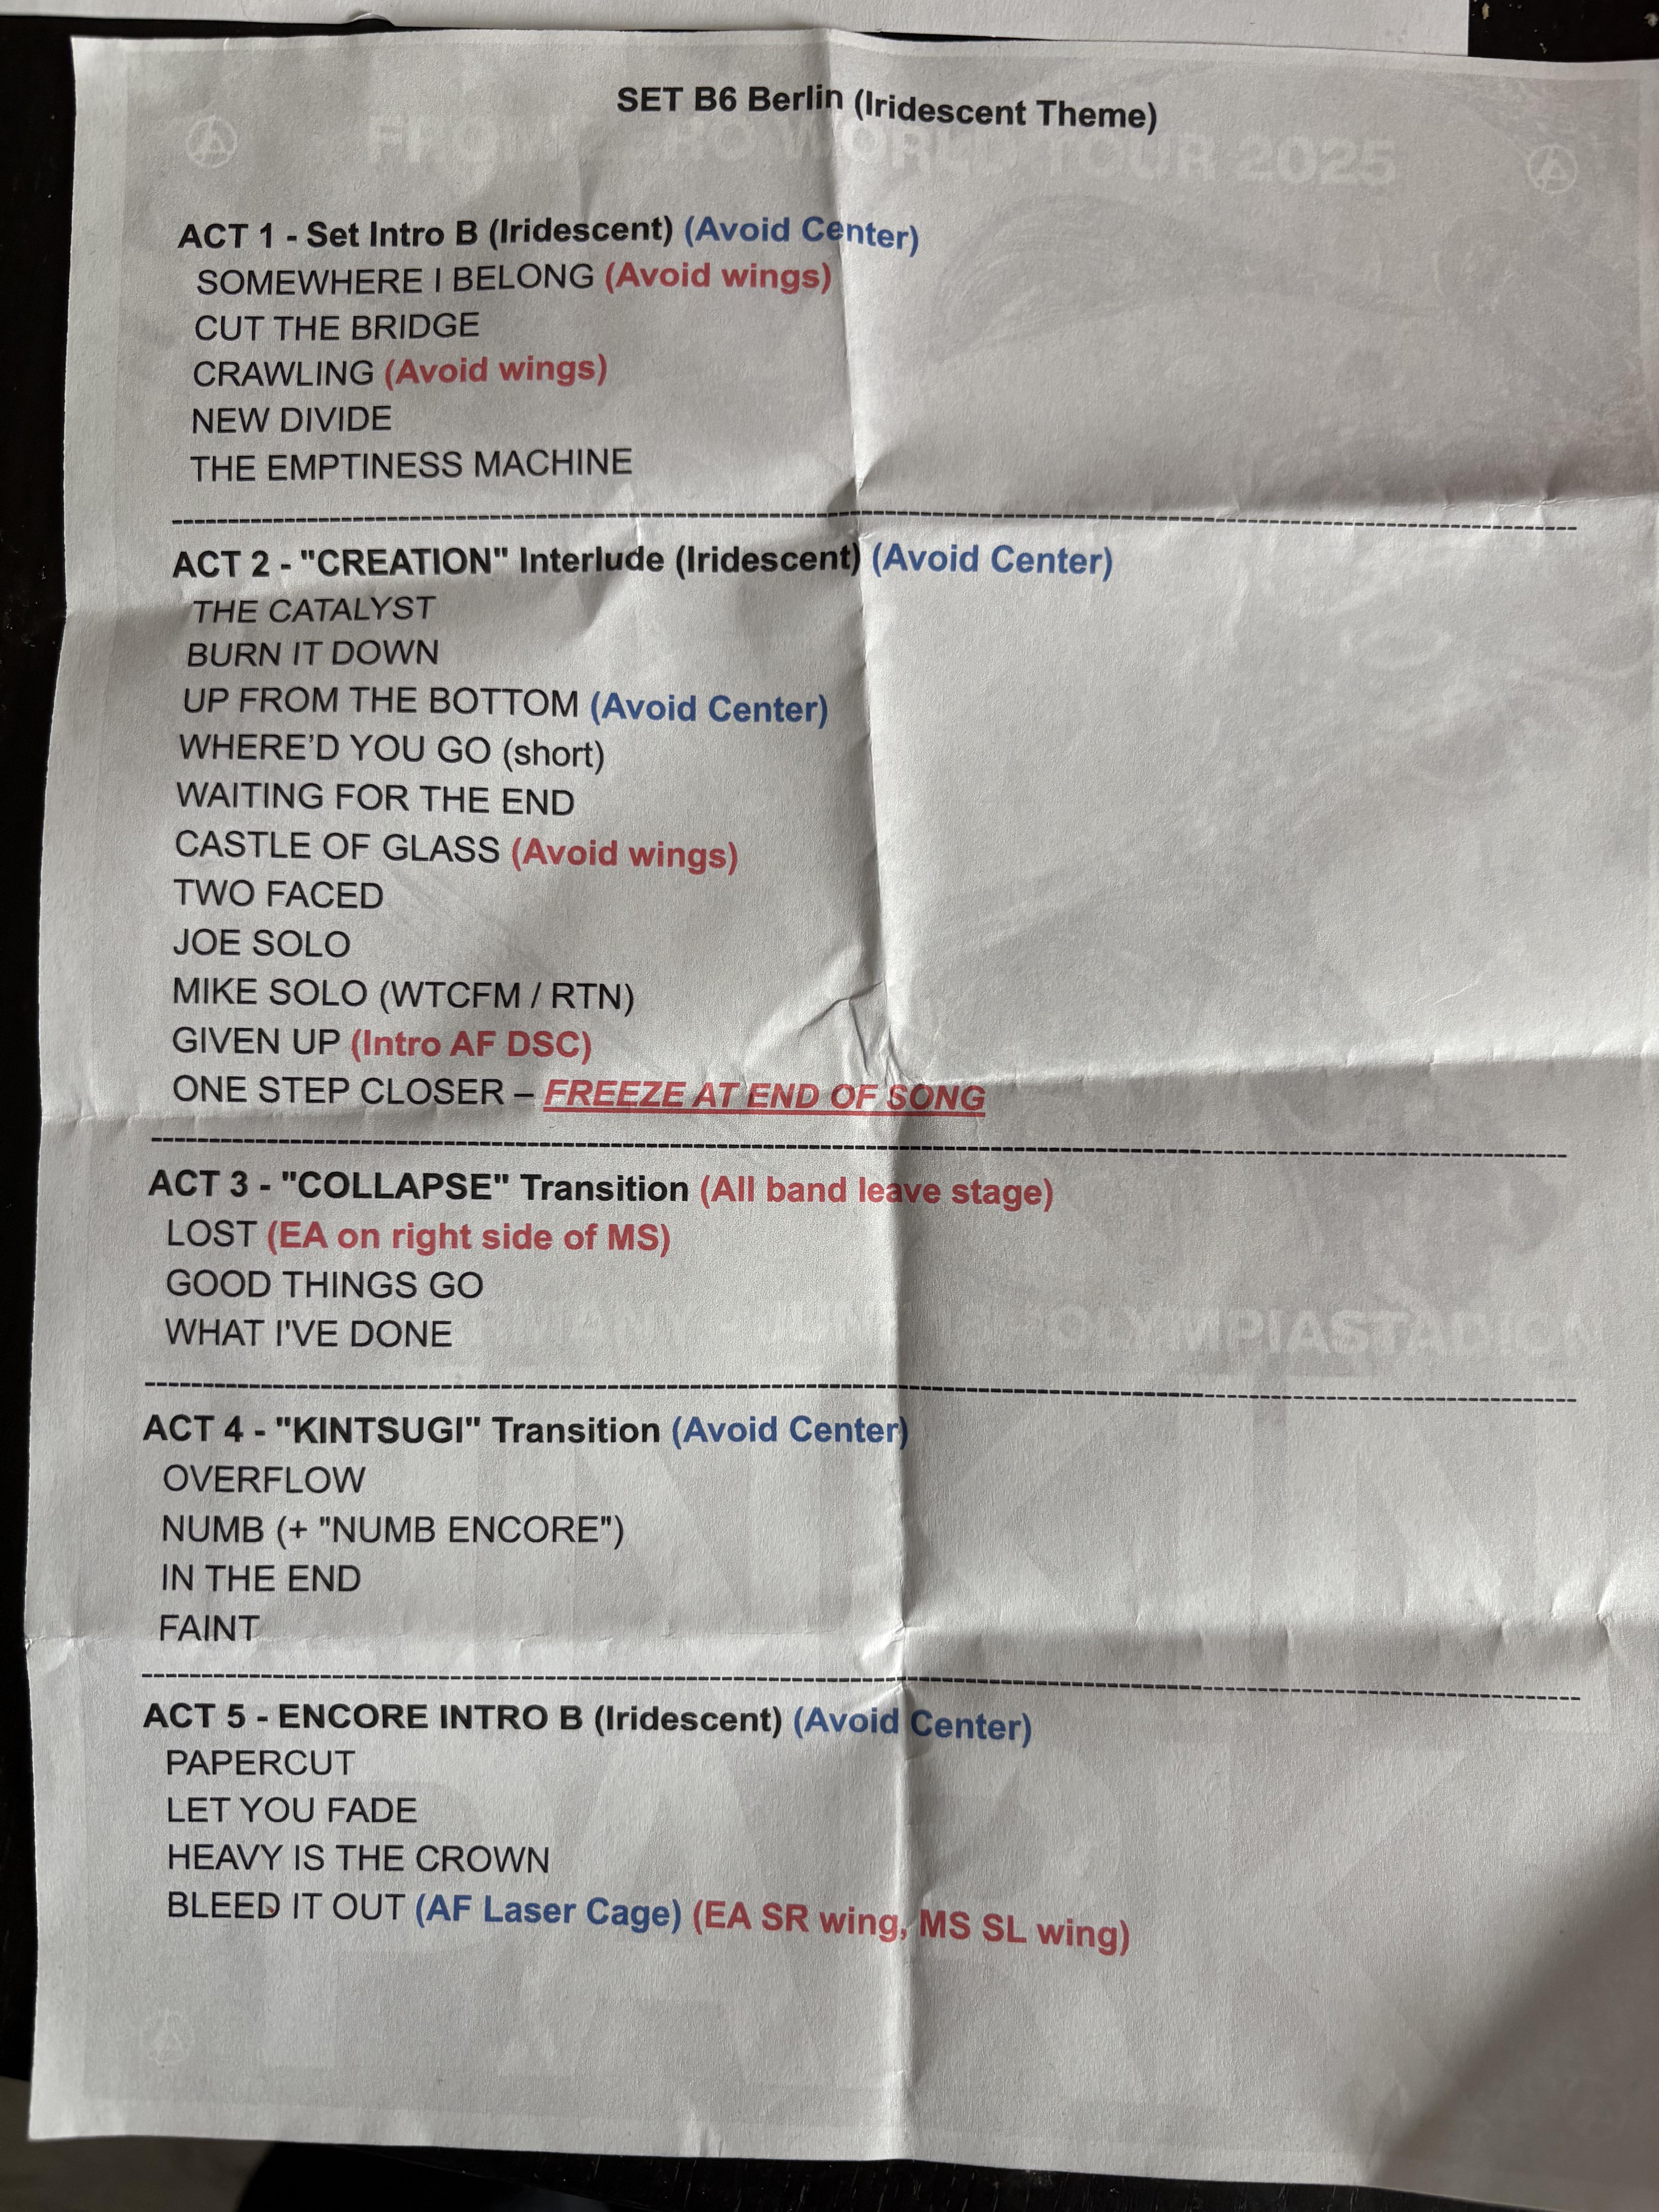 SET B6 Berlin (Iridescent Theme)
WORLD TOUR 2025
ACT 1 - Set Intro B (Iridescent) (Avoid Center)
SOMEWHERE I BELONG (Avoid wings)
CUT THE BRIDGE
CRAWLING (Avoid wings)
NEW DIVIDE
THE EMPTINESS MACHINE
ACT 2 - "CREATION" Interlude (Iridescent) (Avoid Center)
THE CATALYST
BURN IT DOWN
UP FROM THE BOTTOM (Avoid Center)
WHERE’D YOU GO (short)
WAITING FOR THE END
CASTLE OF GLASS (Avoid wings)
TWO FACED
JOE SOLO
MIKE SOLO (WTCFM / RTN)
GIVEN UP (Intro AF DSC)
ONE STEP CLOSER – FREEZE AT END OF SONG
ACT 3 - "COLLAPSE" Transition (All band leave stage)
LOST (EA on right side of MS)
GOOD THINGS GO
OLYMPIASTADION
WHAT I'VE DONE
ACT 4 - "KINTSUGI" Transition (Avoid Center)
OVERFLOW
NUMB (+ "NUMB ENCORE")
IN THE END
FAINT
ACT 5 - ENCORE INTRO B (Iridescent) (Avoid Center)
PAPERCUT
LET YOU FADE
HEAVY IS THE CROWN
BLEED IT OUT (AF Laser Cage) (EA SR wing, MS SL wing)